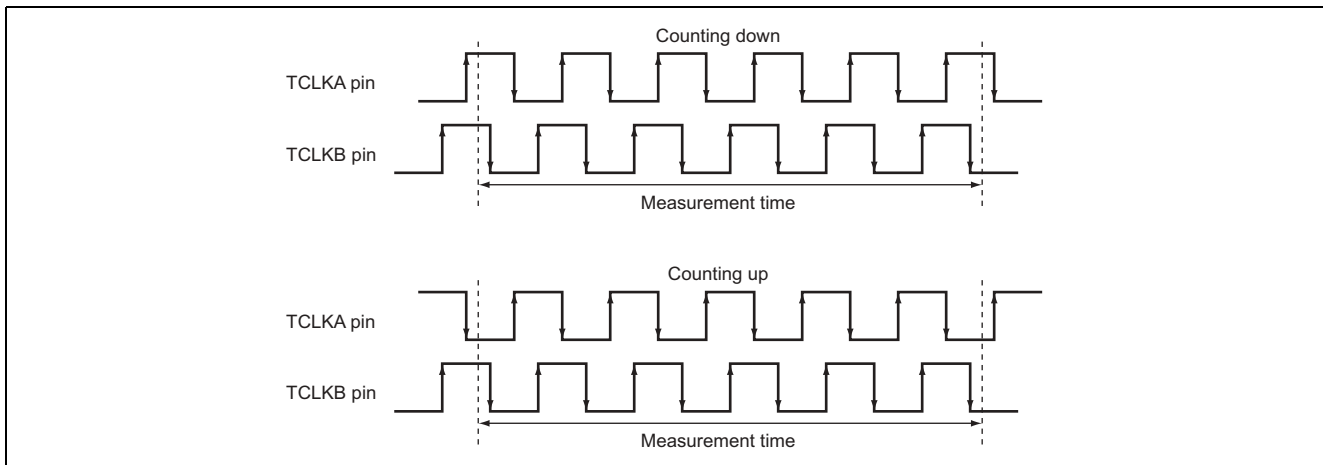 Counting down
TCLKA pin
TCLKB pin
Measurement time
Counting up
TCLKA pin
TCLKB pin
Measurement time